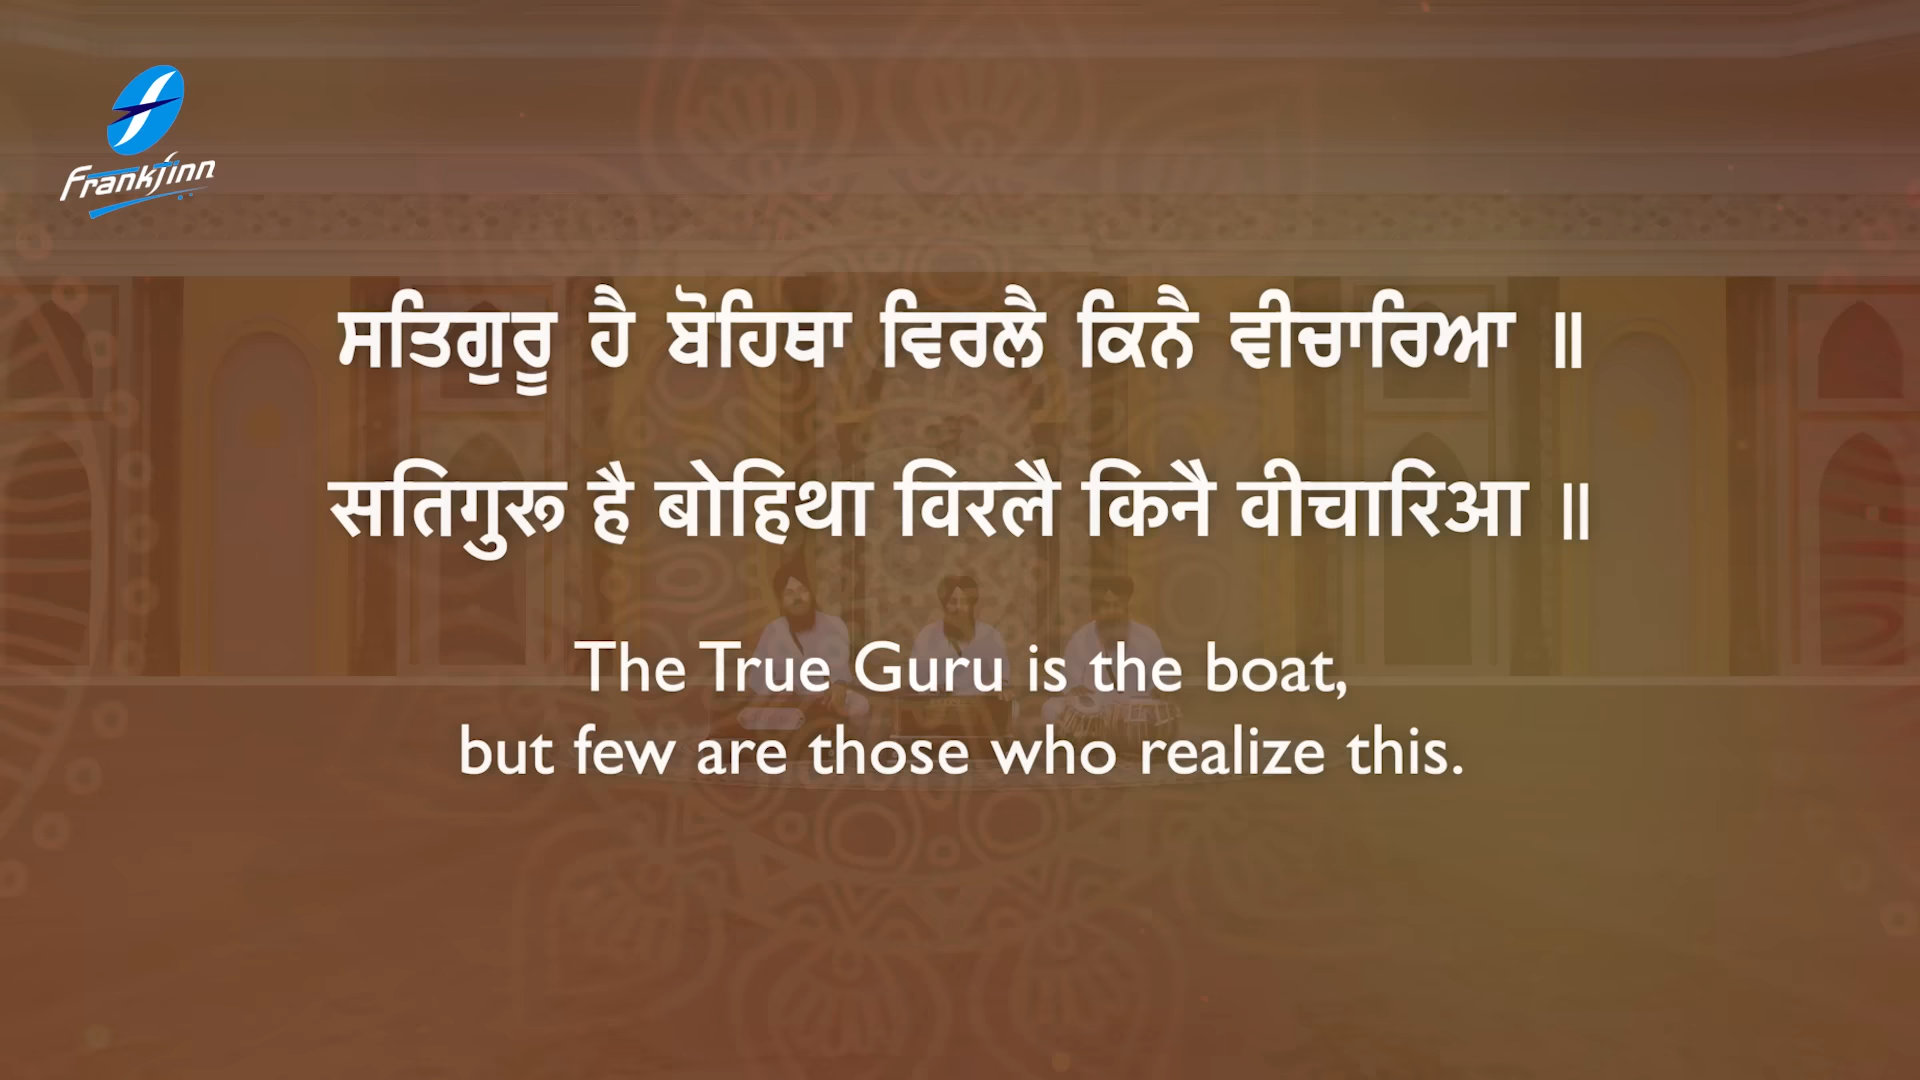 Frankfinn
ਸਤਿਗੁਰੂ ਹੈ ਬੋਹਿਥਾ ਵਿਰਲੈ ਕਿਨੈ ਵੀਚਾਰਿਆ ॥
सतिगुरू है बोहिथा विरलै किनै वीचारिआ ॥
The True Guru is the boat,
but few are those who realize this.